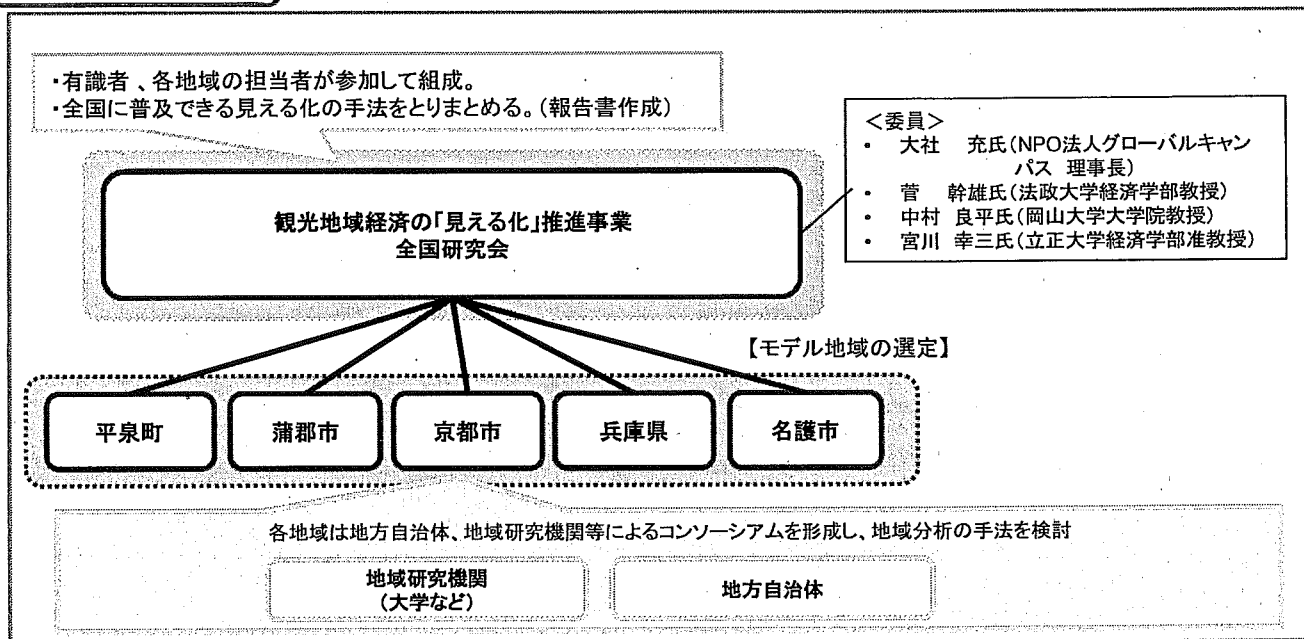 ・有識者 、各地域の担当者が参加して組成。
・全国に普及できる見える化の手法をとりまとめる。(報告書作成)
<委員>
・ 大社 充氏(NPO法人グローバルキャン
パス 理事長)
・ 菅 幹雄氏(法政大学経済学部教授)
・ 中村 良平氏(岡山大学大学院教授)
・ 宮川 幸三氏(立正大学経済学部准教授)
観光地域経済の「見える化」推進事業
全国研究会
【モデル地域の選定】
平泉町
蒲郡市
京都市
兵庫県
名護市
各地域は地方自治体、地域研究機関等によるコンソーシアムを形成し、地域分析の手法を検討
地域研究機関
(大学など)
地方自治体